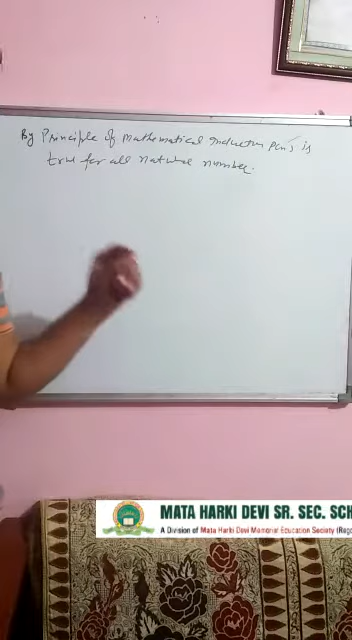 By Principle of Mathematical Induction P(n) is
true for all natural number.
MATA HARKI DEVI SR. SEC. SCH
A Division of Mata Harki Devi Memorial Education Society (Reg